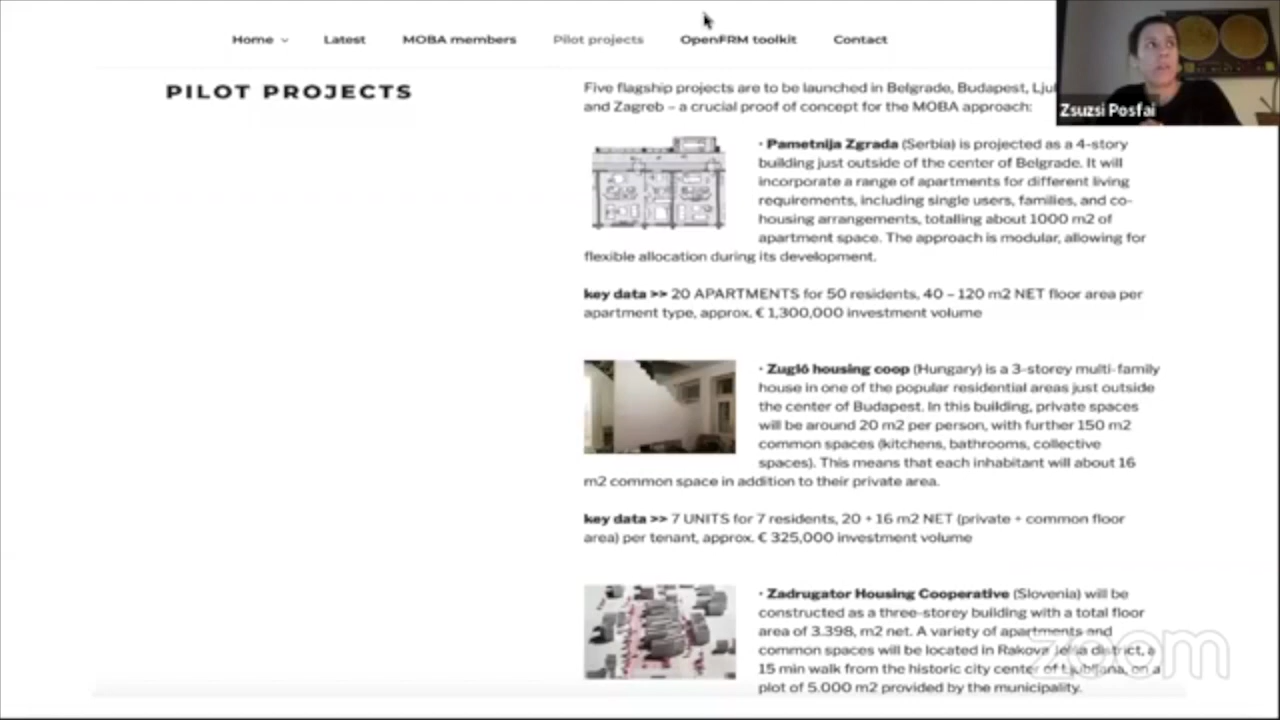 Home Latest MOBA members Pilot projects OpenFRM toolkit Contact
PILOT PROJECTS
Five flagship projects are to be launched in Belgrade, Budapest,
and Zagreb – a crucial proof of concept for the MOBA approach:
Zsuzsi Posfai
• Pametnija Zgrada (Serbia) is projected as a 4-story
building just outside of the center of Belgrade. It will
incorporate a range of apartments for different living
requirements, including single users, families, and co-
housing arrangements, totalling about 1000 m2 of
apartment space. The approach is modular, allowing for
flexible allocation during its development.
key data >> 20 APARTMENTS for 50 residents, 40 – 120 m2 NET floor area per
apartment type, approx. € 1,300,000 investment volume
• Zugló housing coop (Hungary) is a 3-storey multi-family
house in one of the popular residential areas just outside
the center of Budapest. In this building, private spaces
will be around 20 m2 per person, with further 150 m2
common spaces (kitchens, bathrooms, collective
spaces). This means that each inhabitant will about 16
m2 common space in addition to their private area.
key data >> 7 UNITS for 7 residents, 20 + 16 m2 NET (private + common floor
area) per tenant, approx. € 325,000 investment volume
• Zadrugator Housing Cooperative (Slovenia) will be
constructed as a three-storey building with a total floor
area of 3.398, m2 net. A variety of apartments and
common spaces will be located in Rakova district, a
15 min walk from the historic city center of Ljubljana, on a
plot of 5.000 m2 provided by the municipality.
zoom